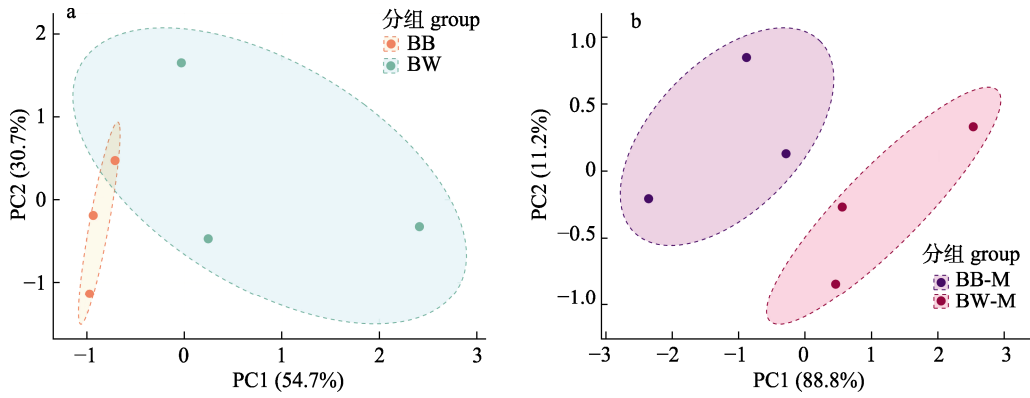 a
分组 group
BB
BW
2
1
0
−1
PC2 (30.7%)
−1
0
1
2
3
PC1 (54.7%)
b
1.0
0.5
0
−0.5
−1.0
PC2 (11.2%)
分组 group
BB-M
BW-M
−3
−2
−1
0
1
2
3
PC1 (88.8%)